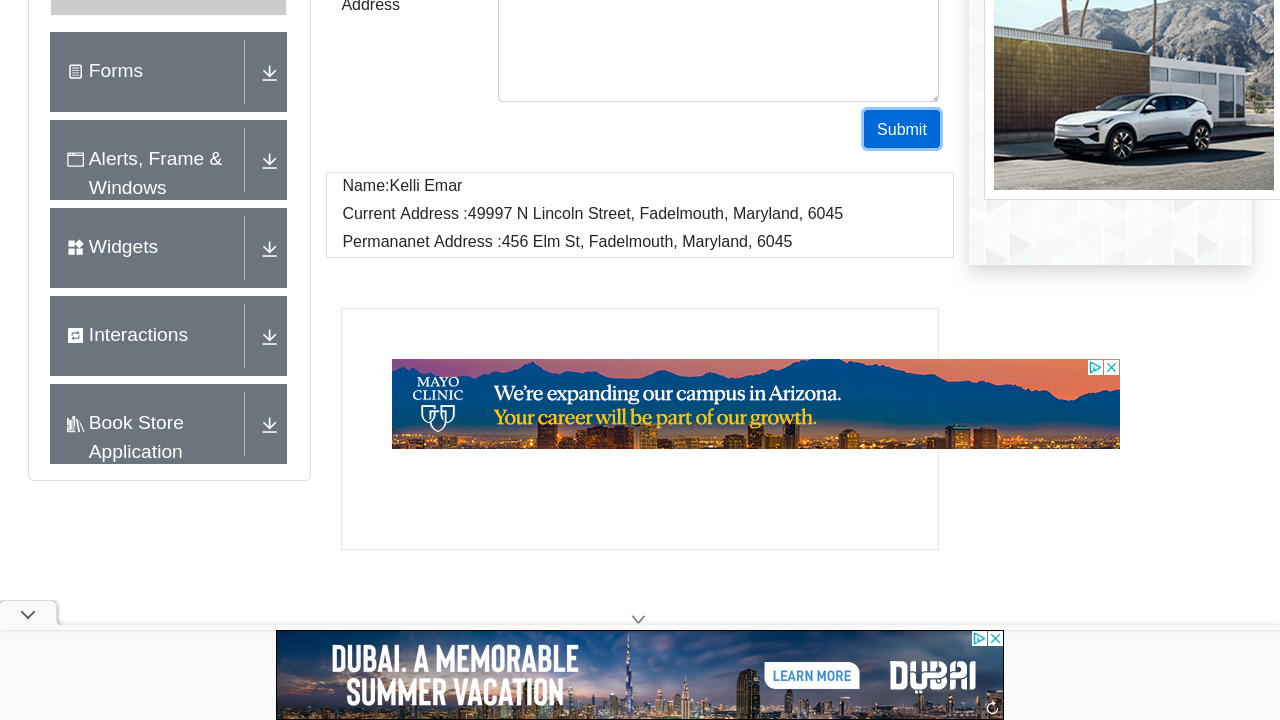 Address
Forms
Alerts, Frame &
Windows
Widgets
Interactions
Book Store
Application
Submit
Name:Kelli Emar
Current Address :49997 N Lincoln Street, Fadelmouth, Maryland, 6045
Permananet Address :456 Elm St, Fadelmouth, Maryland, 6045
MAYO
CLINIC
We're expanding our campus in Arizona.
Your career will be part of our growth.
DUBAI. A MEMORABLE
SUMMER VACATION
LEARN MORE
DUBAI